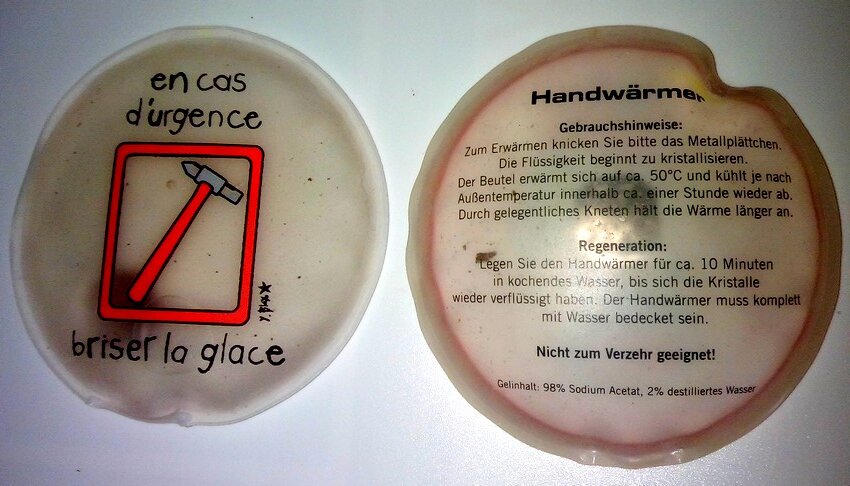 en cas
d'urgence
briser la glace
Handwärmer
Gebrauchshinweise:
Zum Erwärmen knicken Sie bitte das Metallplättchen.
Die Flüssigkeit beginnt zu kristallisieren.
Der Beutel erwärmt sich auf ca. 50°C und kühlt je nach
Außentemperatur innerhalb ca. einer Stunde wieder ab.
Durch gelegentliches Kneten hält die Wärme länger an.
Regeneration:
Legen Sie den Handwärmer für ca. 10 Minuten
in kochendes Wasser, bis sich die Kristalle
wieder verflüssigt haben. Der Handwärmer muss komplett
mit Wasser bedecket sein.
Nicht zum Verzehr geeignet!
Gelinhalt: 98% Sodium Acetat, 2% destilliertes Wasser